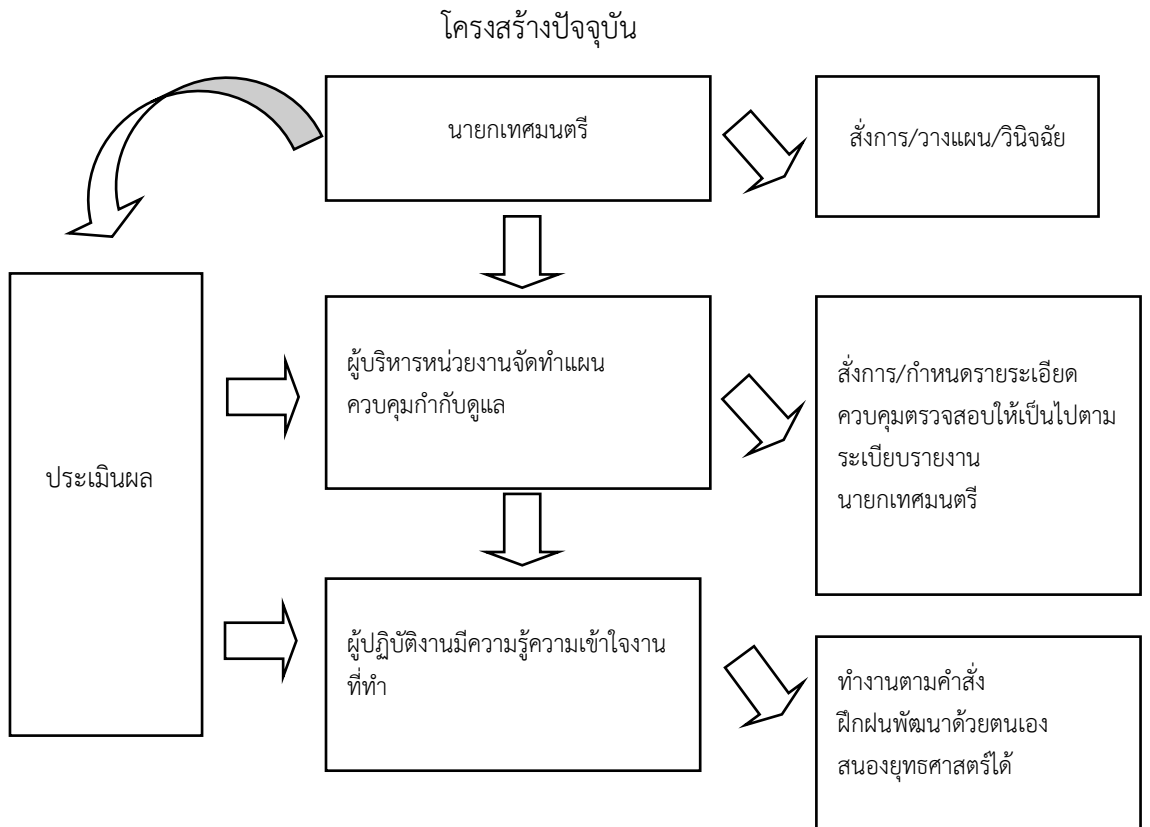 โครงสร้างปัจจุบัน
นายกเทศมนตรี
สั่งการ/วางแผน/วินิจฉัย
ผู้บริหารหน่วยงานจัดทำแผน
ควบคุมกำกับดูแล
สั่งการ/กำหนดรายระเอียด
ควบคุมตรวจสอบให้เป็นไปตาม
ระเบียบรายงาน
นายกเทศมนตรี
ประเมินผล
ผู้ปฏิบัติงานมีความรู้ความเข้าใจงาน
ที่ทำ
ทำงานตามคำสั่ง
ฝึกฝนพัฒนาด้วยตนเอง
สนองยุทธศาสตร์ได้